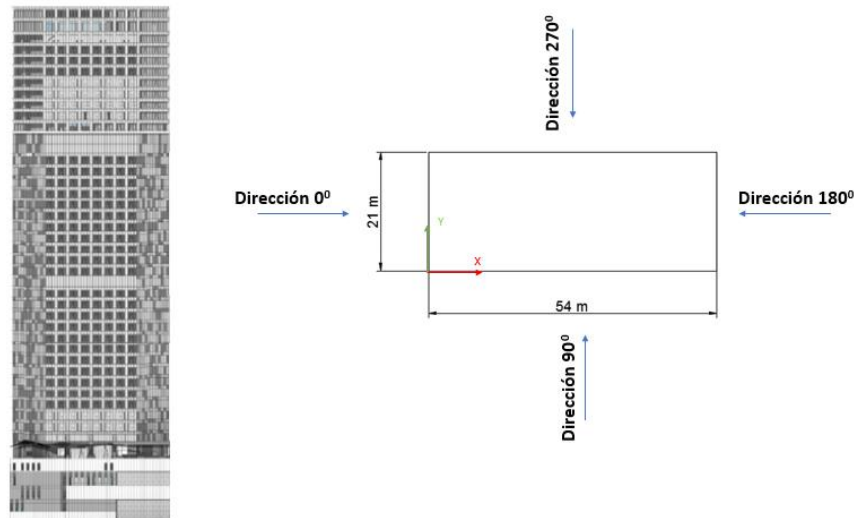 Dirección 270⁰
Dirección 0⁰
21 m
Y
X
Dirección 180⁰
54 m
Dirección 90⁰